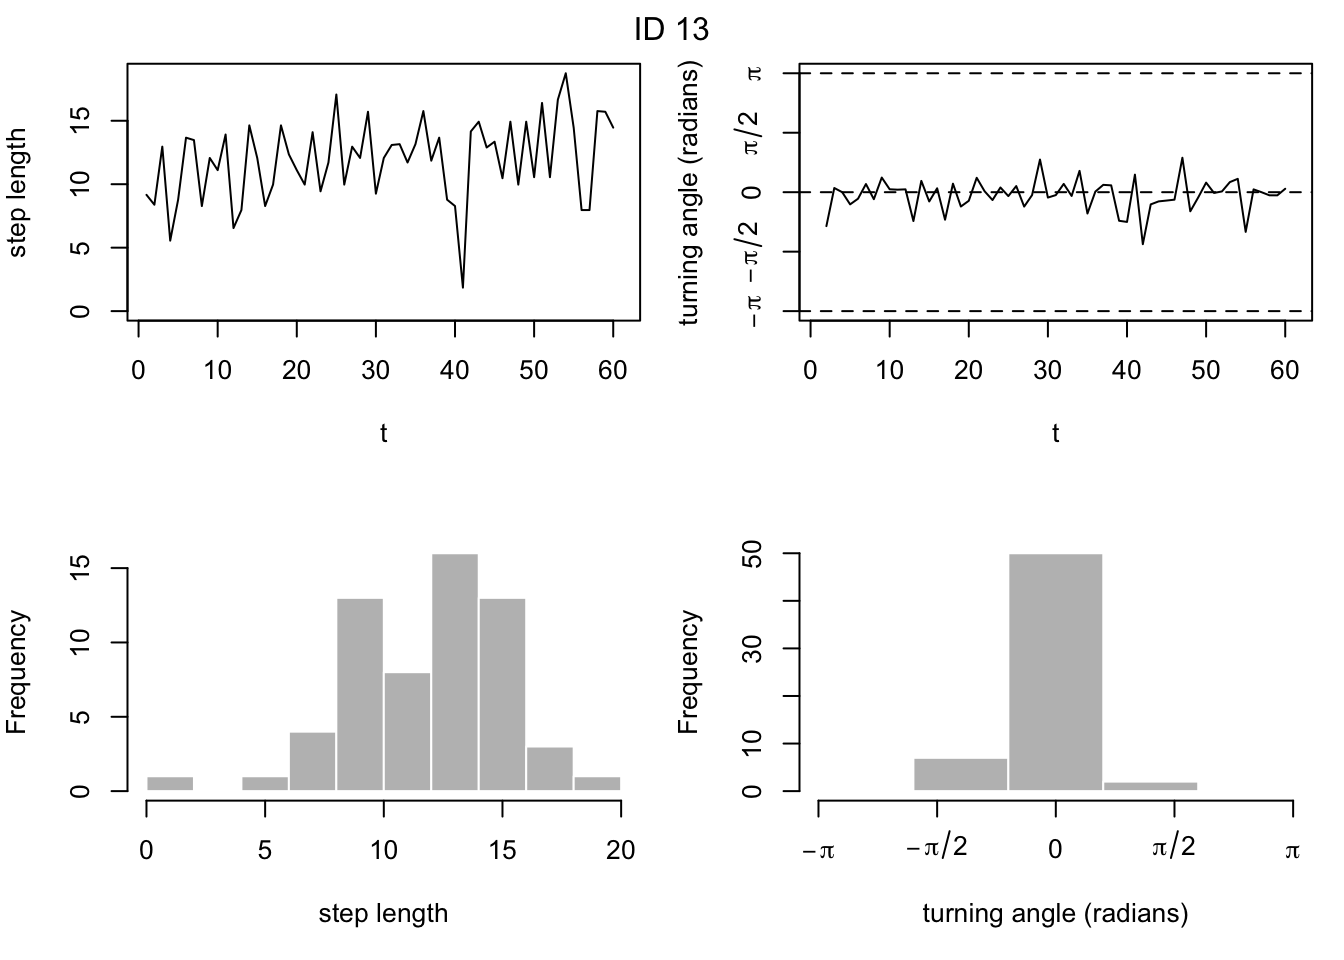 ID 13
step length
15
10
5
0
0 10 20 30 40 50 60
t
turning angle (radians)
π
π/2
0
−π/2
−π
0 10 20 30 40 50 60
t
Frequency
15
10
5
0
0 5 10 15 20
step length
Frequency
50
30
10
0
−π −π/2 0 π/2 π
turning angle (radians)